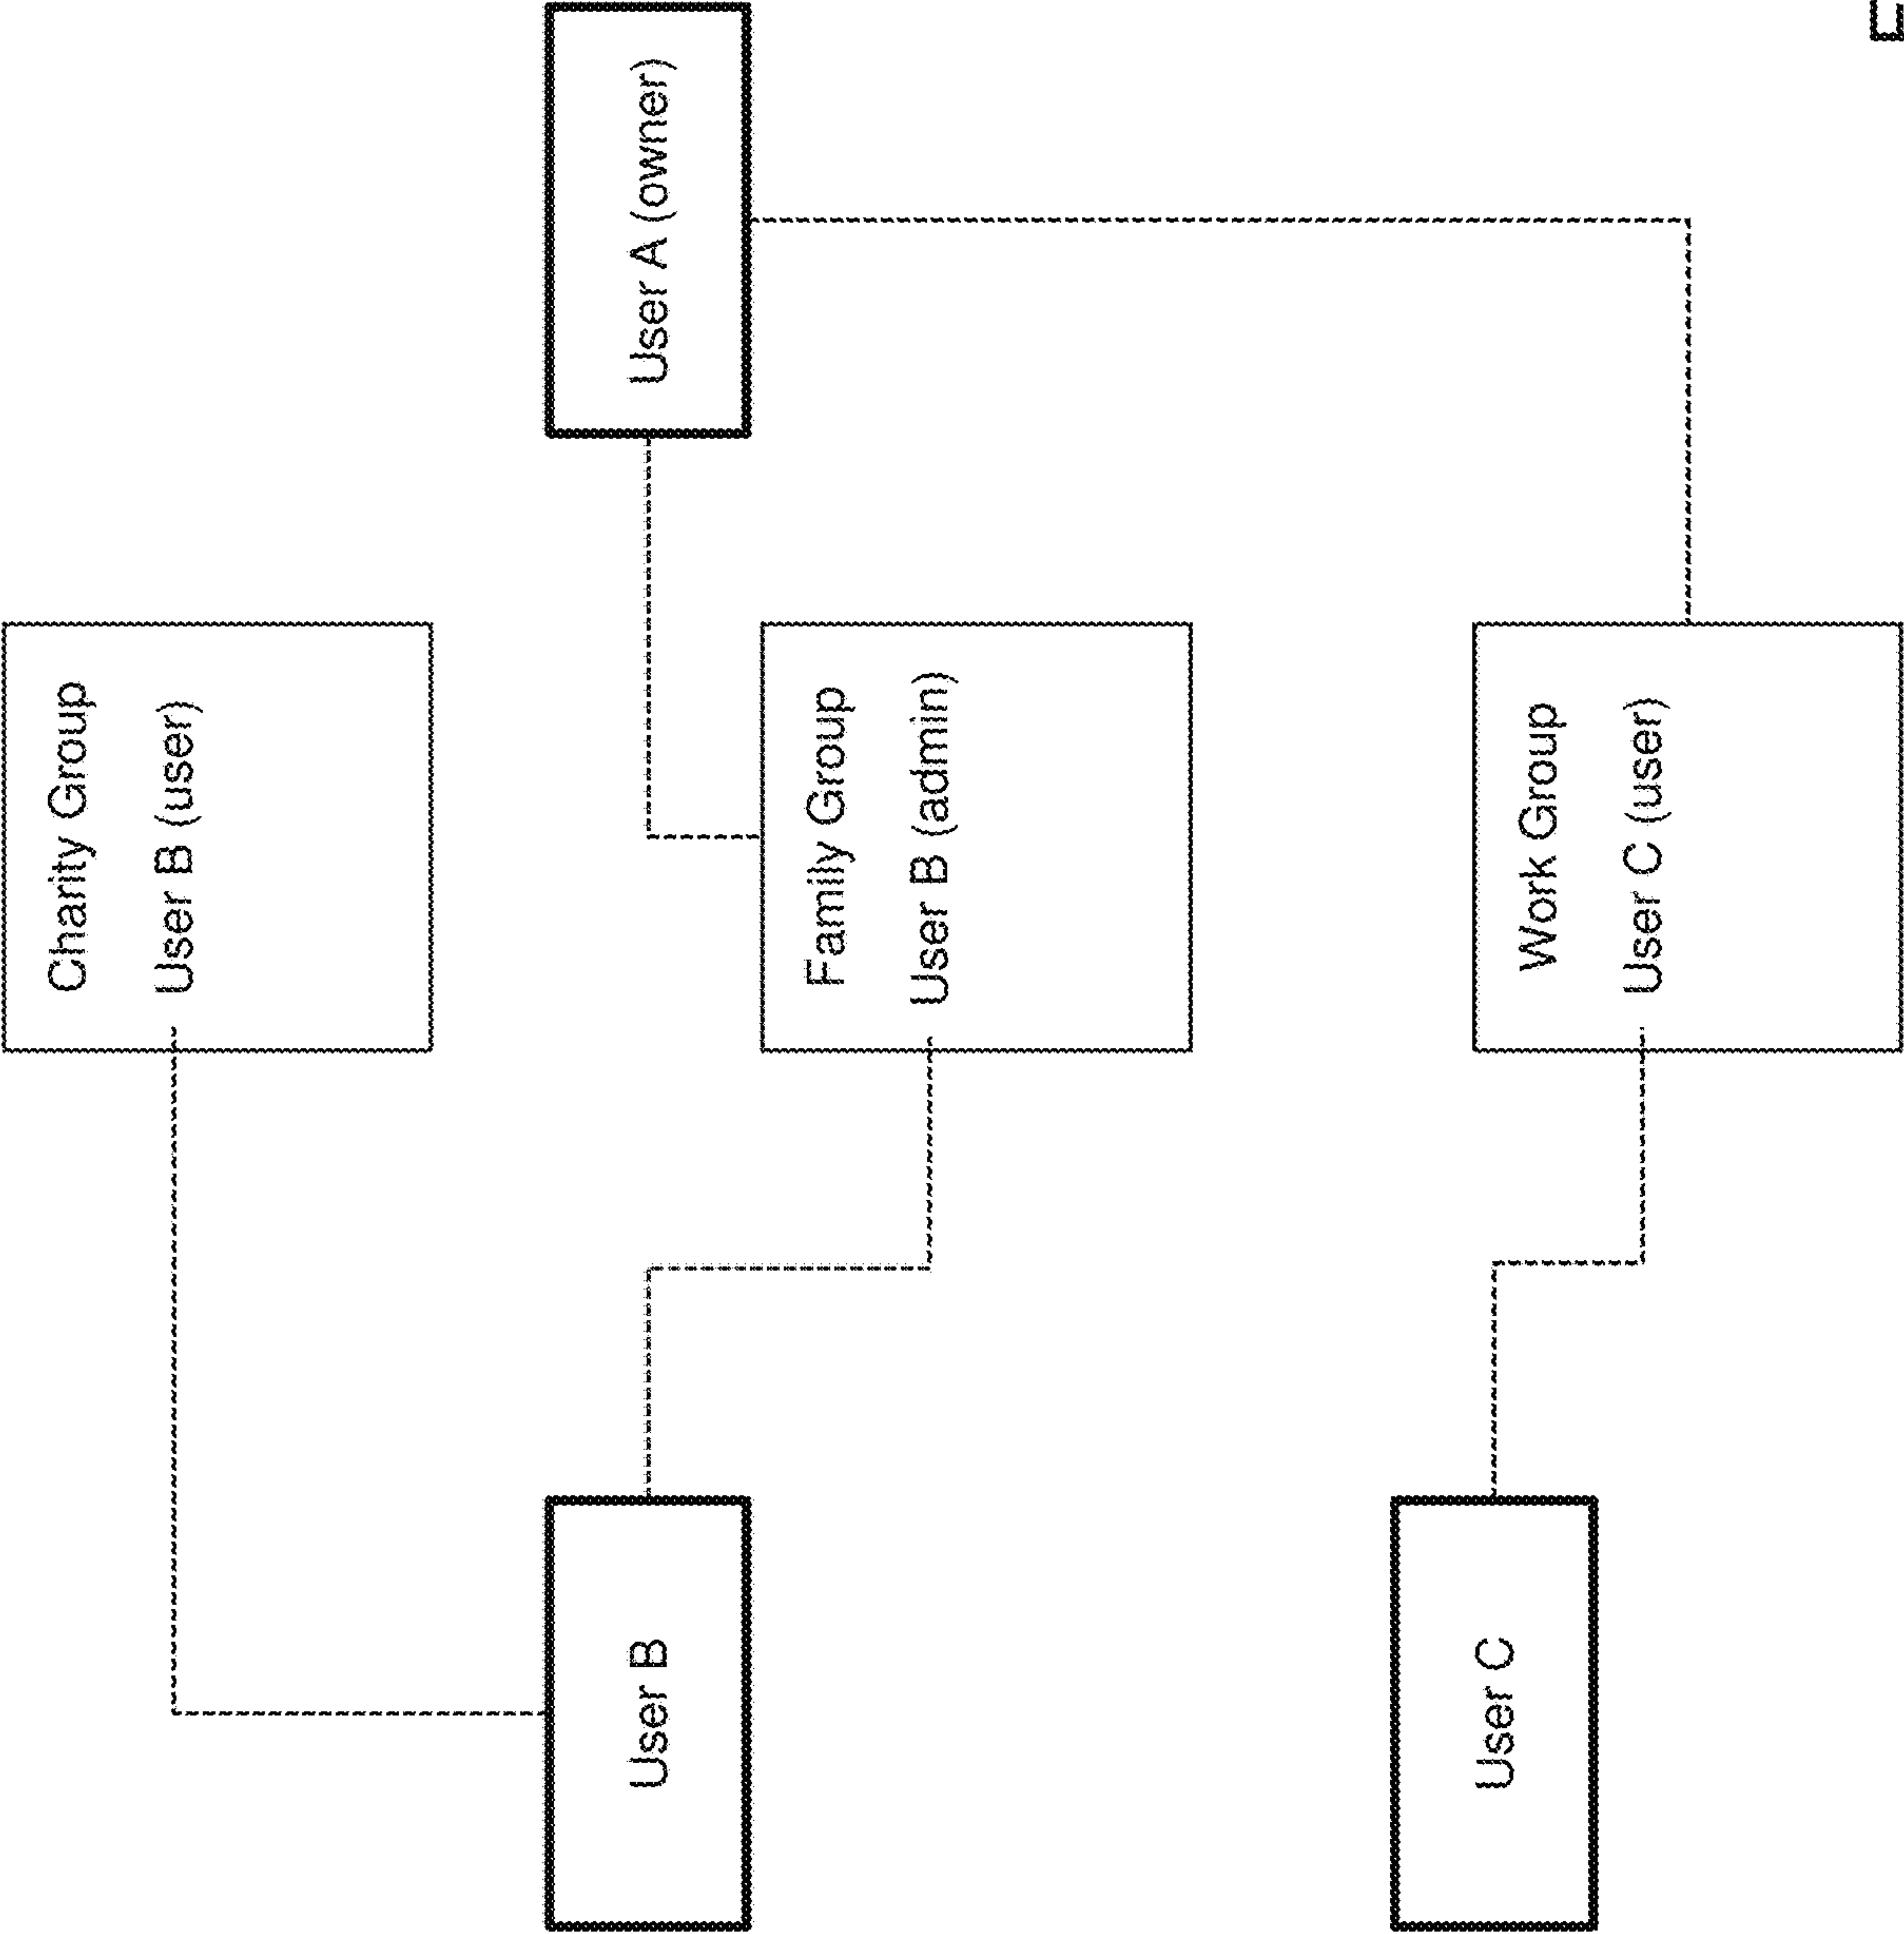 User A (owner)
Charity Group
User B (user)
Family Group
User B (admin)
Work Group
User C (user)
User B
User C